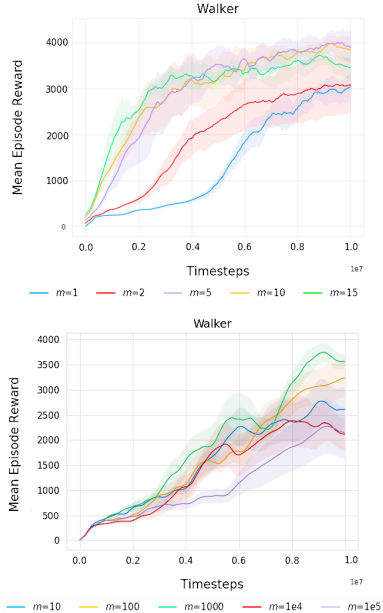 Walker
Mean Episode Reward
4000
3000
2000
1000
0
0.0 0.2 0.4 0.6 0.8 1.0
1e7
Timesteps
m=1 m=2 m=5 m=10 m=15
Walker
Mean Episode Reward
4000
3500
3000
2500
2000
1500
1000
500
0
0.0 0.2 0.4 0.6 0.8 1.0
1e7
Timesteps
m=10 m=100 m=1000 m=1e4 m=1e5